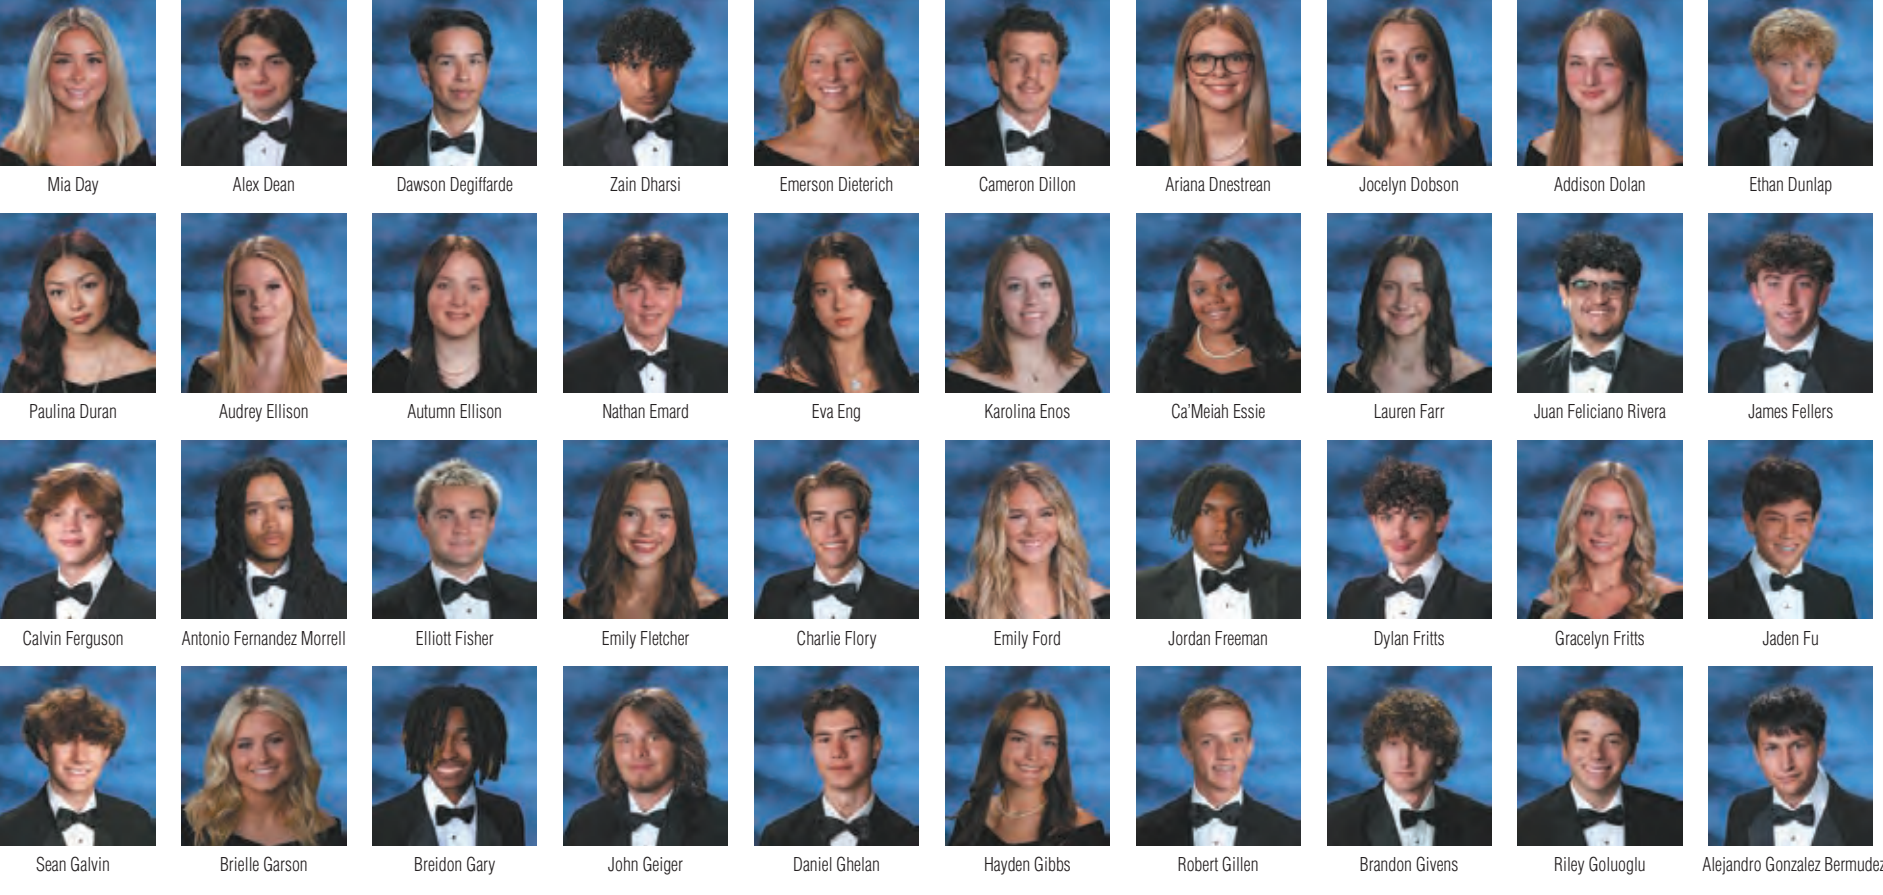 Mia Day
Alex Dean
Dawson Degiffarde
Zain Dharsi
Emerson Dieterich
Cameron Dillon
Ariana Dnestrean
Jocelyn Dobson
Addison Dolan
Ethan Dunlap
Paulina Duran
Audrey Ellison
Autumn Ellison
Nathan Emard
Eva Eng
Karolina Enos
Ca'Meiah Essie
Lauren Farr
Juan Feliciano Rivera
James Fellers
Calvin Ferguson
Antonio Fernandez Morrell
Elliott Fisher
Emily Fletcher
Charlie Flory
Emily Ford
Jordan Freeman
Dylan Fritts
Gracelyn Fritts
Jaden Fu
Sean Galvin
Brielle Garson
Breidon Gary
John Geiger
Daniel Ghelan
Hayden Gibbs
Robert Gillen
Brandon Givens
Riley Goluoglu
Alejandro Gonzalez Bermudez